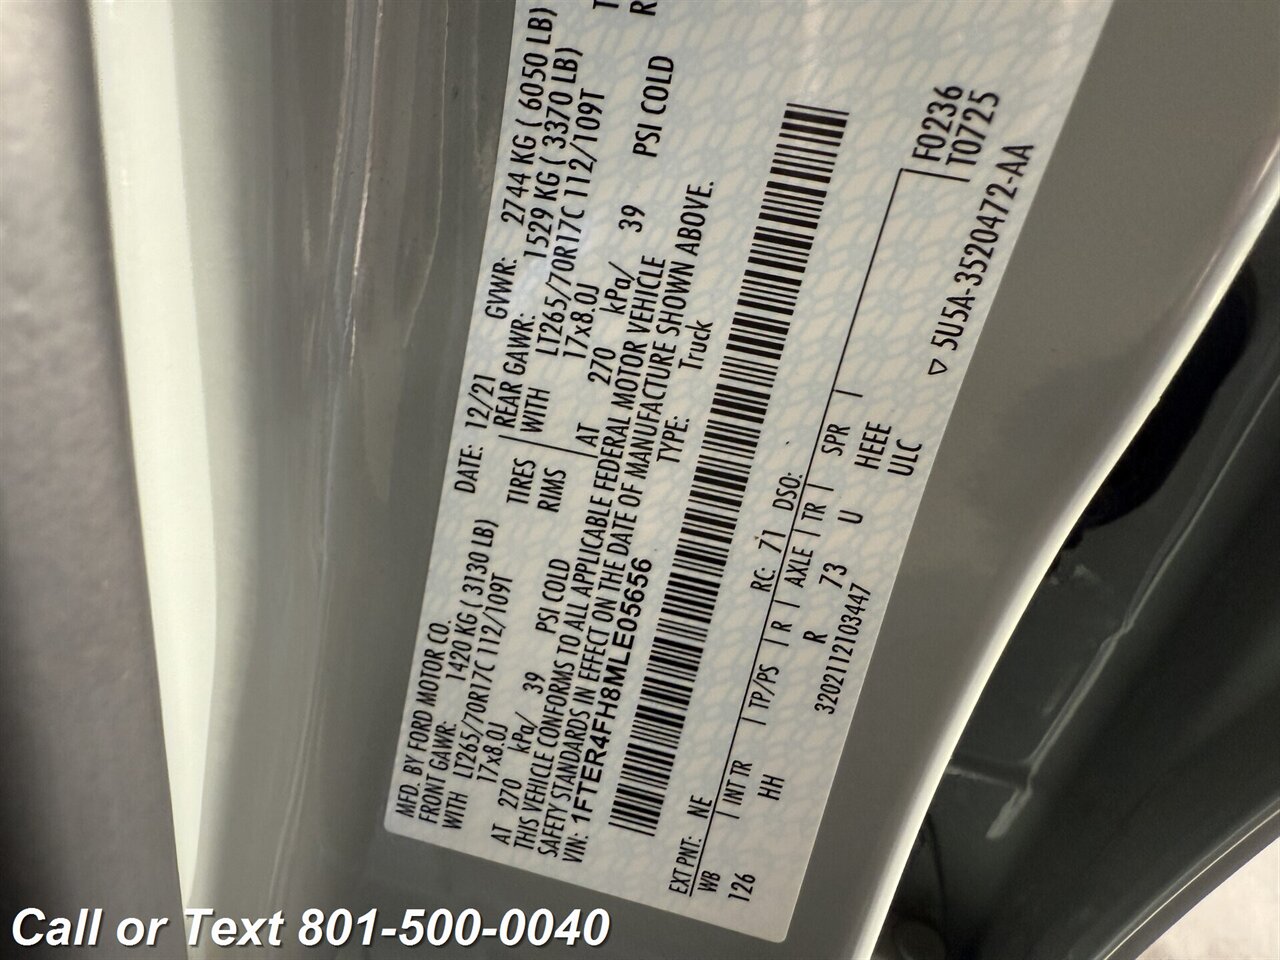 MFD. BY FORD MOTOR CO.
DATE: 12/21 GVWR: 2744 KG ( 6050 LB)
FRONT GAWR: 1420 KG ( 3130 LB) REAR GAWR: 1529 KG ( 3370 LB)
WITH LT265/70R17C 112/109T TIRES WITH LT265/70R17C 112/109T T
17x8.0J RIMS 17x8.0J R
AT 270 kPa/ 39 PSI COLD AT 270 kPa/ 39 PSI COLD
THIS VEHICLE CONFORMS TO ALL APPLICABLE FEDERAL MOTOR VEHICLE
SAFETY STANDARDS IN EFFECT ON THE DATE OF MANUFACTURE SHOWN ABOVE.
VIN: 1FTER4FH8MLE05656 TYPE: Truck
EXT PNT: NE RC: 71 DSO: F0236
WB INT TR TP/PS R AXLE TR SPR T0725
126 HH R 73 U HEEE
3202112103447 ULC ▽ 5U5A-3520472-AA
Call or Text 801-500-0040